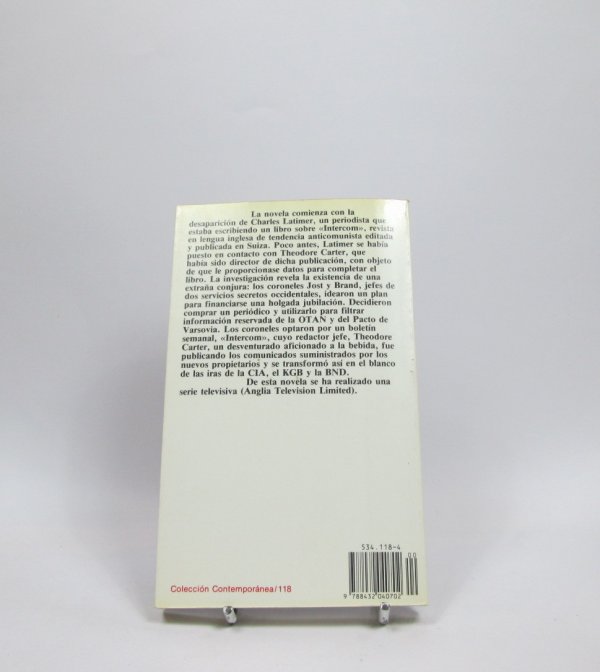 La novela comienza con la
desaparición de Charles Latimer, un periodista que
estaba escribiendo un libro sobre «Intercom», revista
en lengua inglesa de tendencia anticomunista editada
y publicada en Suiza. Poco antes, Latimer se había
puesto en contacto con Theodore Carter, que
había sido director de dicha publicación, con objeto
de que le proporcionase datos para completar el
libro. La investigación revela la existencia de una
extraña conjura: los coroneles Jost y Brand, jefes de
dos servicios secretos occidentales, idearon un plan
para financiarse una holgada jubilación. Decidieron
comprar un periódico y utilizarlo para filtrar
información reservada de la OTAN y del Pacto de
Varsovia. Los coroneles optaron por un boletín
semanal, «Intercom», cuyo redactor jefe, Theodore
Carter, un desventurado aficionado a la bebida, fue
publicando los comunicados suministrados por los
nuevos propietarios y se transformó así en el blanco
de las iras de la CIA, el KGB y la BND.
De esta novela se ha realizado una
serie televisiva (Anglia Television Limited).
534.118-4
00
9 788432 040702
Colección Contemporánea/118